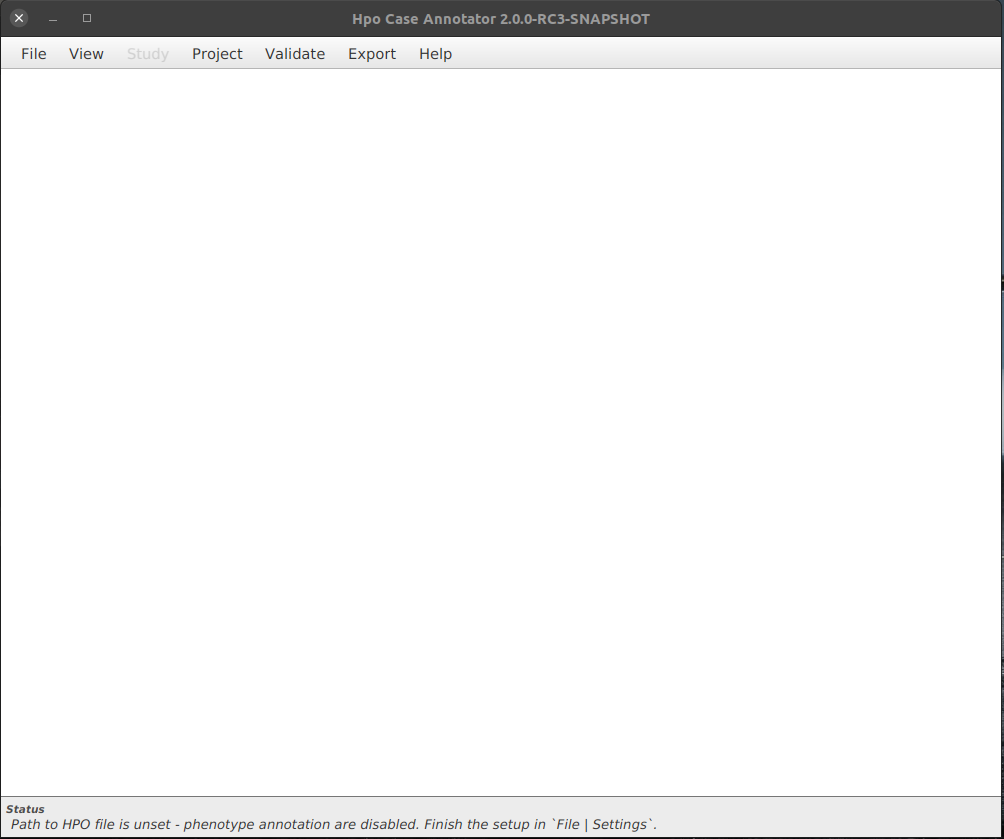 Hpo Case Annotator 2.0.0-RC3-SNAPSHOT
File View Study Project Validate Export Help
Status
Path to HPO file is unset - phenotype annotation are disabled. Finish the setup in `File | Settings`.